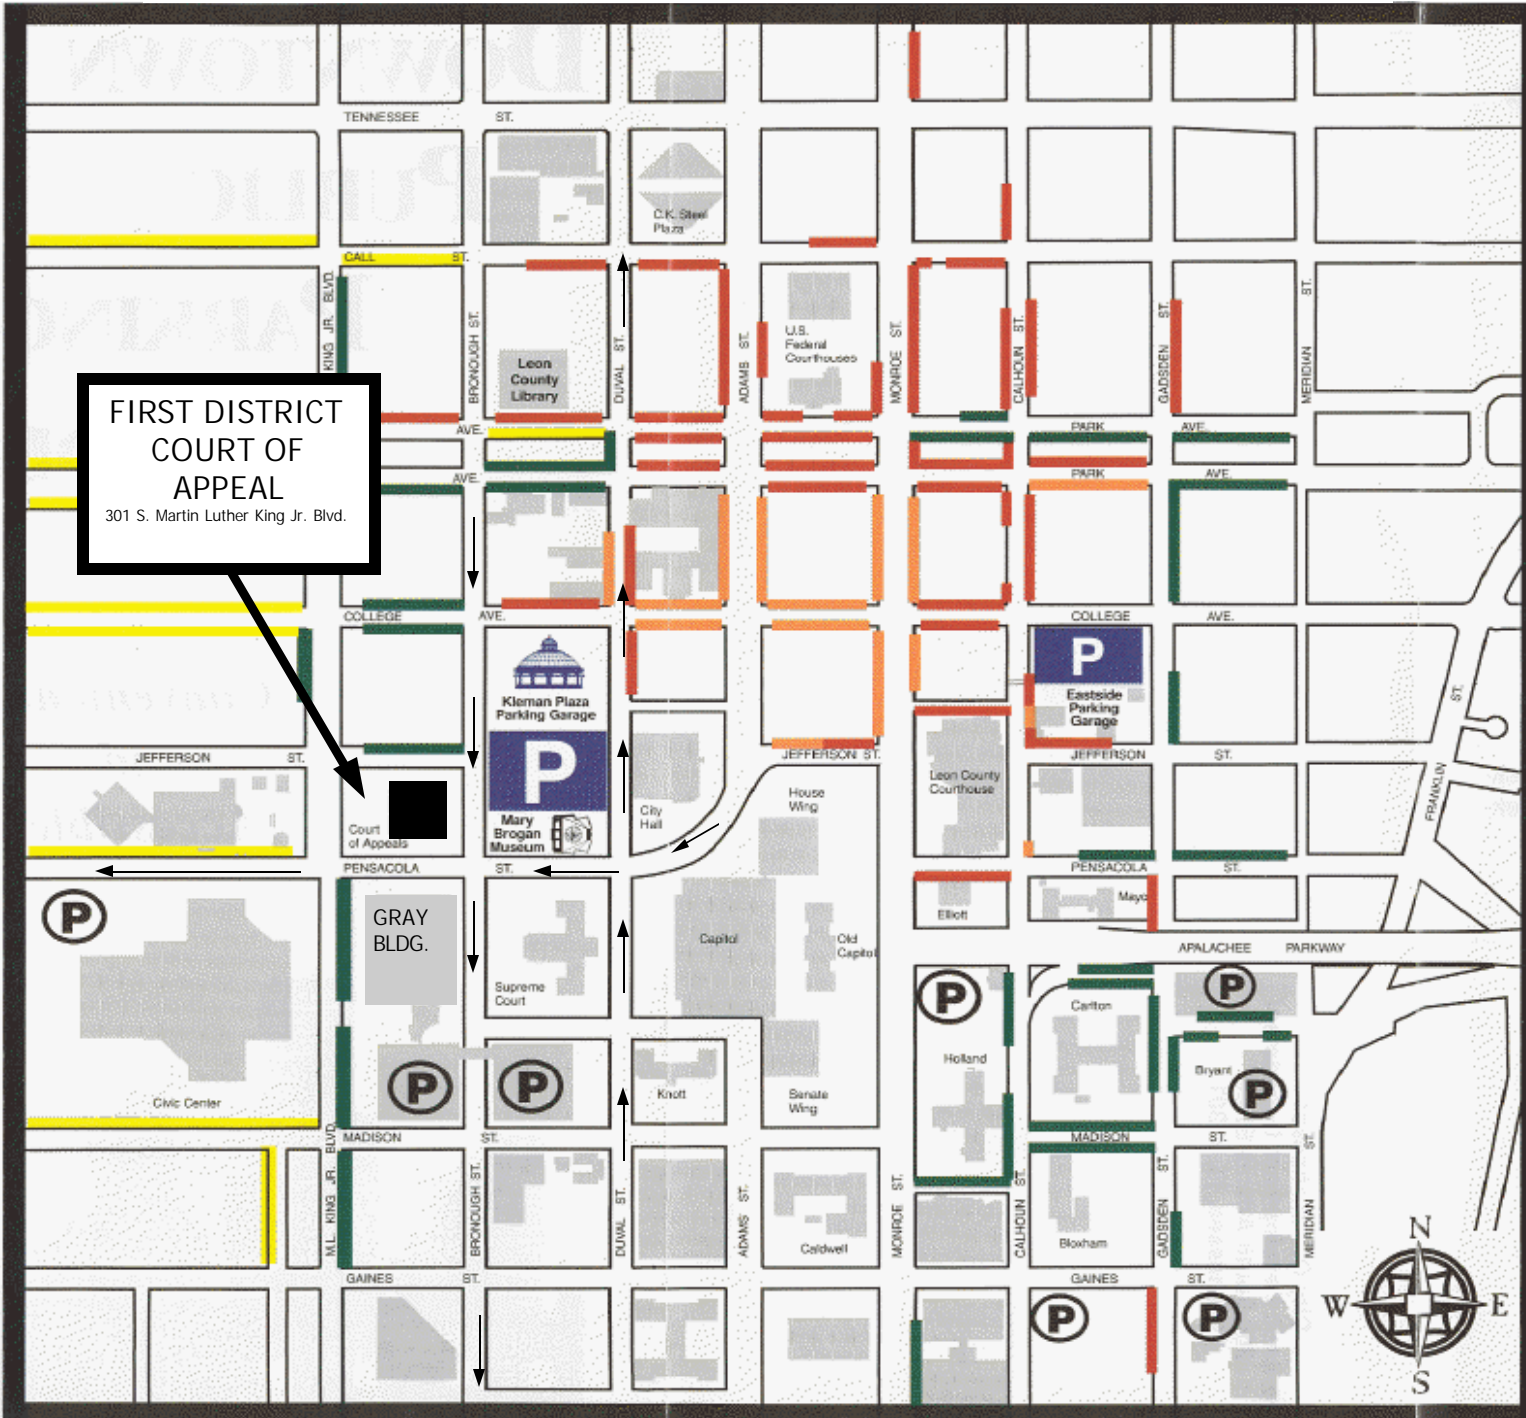 TENNESSEE ST.
C.K. Steel
Plaza
CALL ST.
KING JR. BLVD.
BRONOUGH ST.
DUVAL ST.
ADAMS ST.
MONROE ST.
CALHOUN ST.
GADSDEN ST.
MERIDIAN ST.
Leon
County
Library
U.S.
Federal
Courthouses
FIRST DISTRICT
COURT OF
APPEAL
301 S. Martin Luther King Jr. Blvd.
AVE.
PARK AVE.
AVE.
PARK AVE.
COLLEGE AVE.
COLLEGE AVE.
Kleman Plaza
Parking Garage
P
Mary
Brogan
Museum
P
Eastside
Parking
Garage
JEFFERSON ST.
JEFFERSON ST.
JEFFERSON ST.
ST.
FRANKLIN
Court
of Appeals
City
Hall
House
Wing
Leon County
Courthouse
PENSACOLA ST.
PENSACOLA ST.
P
GRAY
BLDG.
Supreme
Court
Capitol
Old
Capitol
Elliott
Mayo
APALACHEE PARKWAY
P
Holland
Carlton
P
Bryant
P
Civic Center
P
P
Knott
Senate
Wing
MADISON ST.
MADISON ST.
M.L. KING JR. BLVD.
BRONOUGH ST.
DUVAL ST.
ADAMS ST.
MONROE ST.
CALHOUN ST.
GADSDEN ST.
MERIDIAN ST.
Caldwell
Bloxham
GAINES ST.
GAINES ST.
P
P
N
W E
S